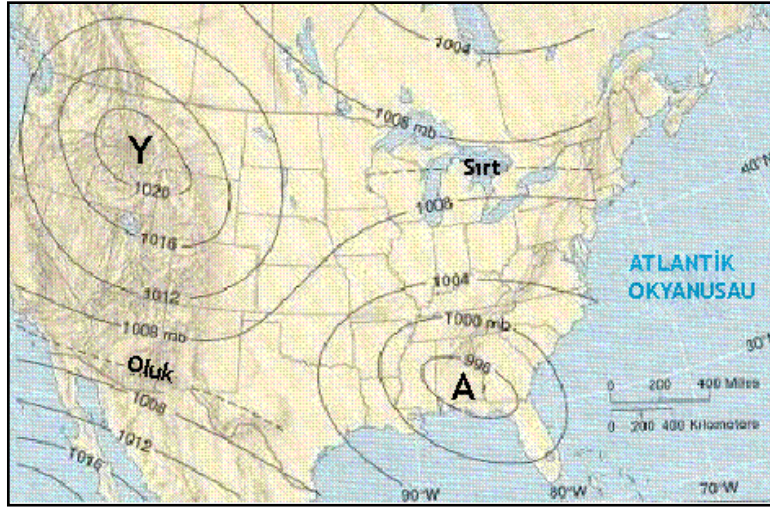 1004
1008 mb
Y
Sırt
40°N
1020
1008
1016
ATLANTİK
OKYANUSAU
1012
1004
1008 mb
1000 mb
30°N
Oluk
996
A
0 200 400 Miles
1008
0 200 400 Kilometers
1012
1016
90°W
80°W
70°W